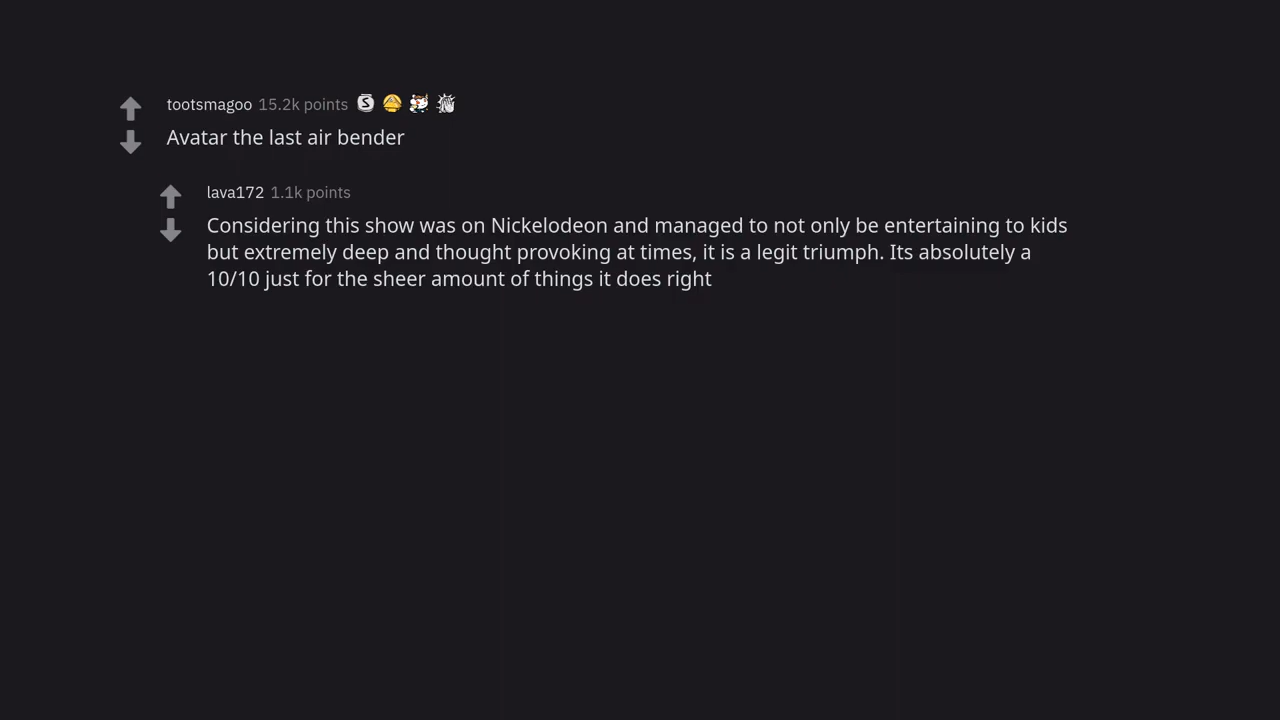 tootsmagoo 15.2k points
Avatar the last air bender
lava172 1.1k points
Considering this show was on Nickelodeon and managed to not only be entertaining to kids
but extremely deep and thought provoking at times, it is a legit triumph. Its absolutely a
10/10 just for the sheer amount of things it does right